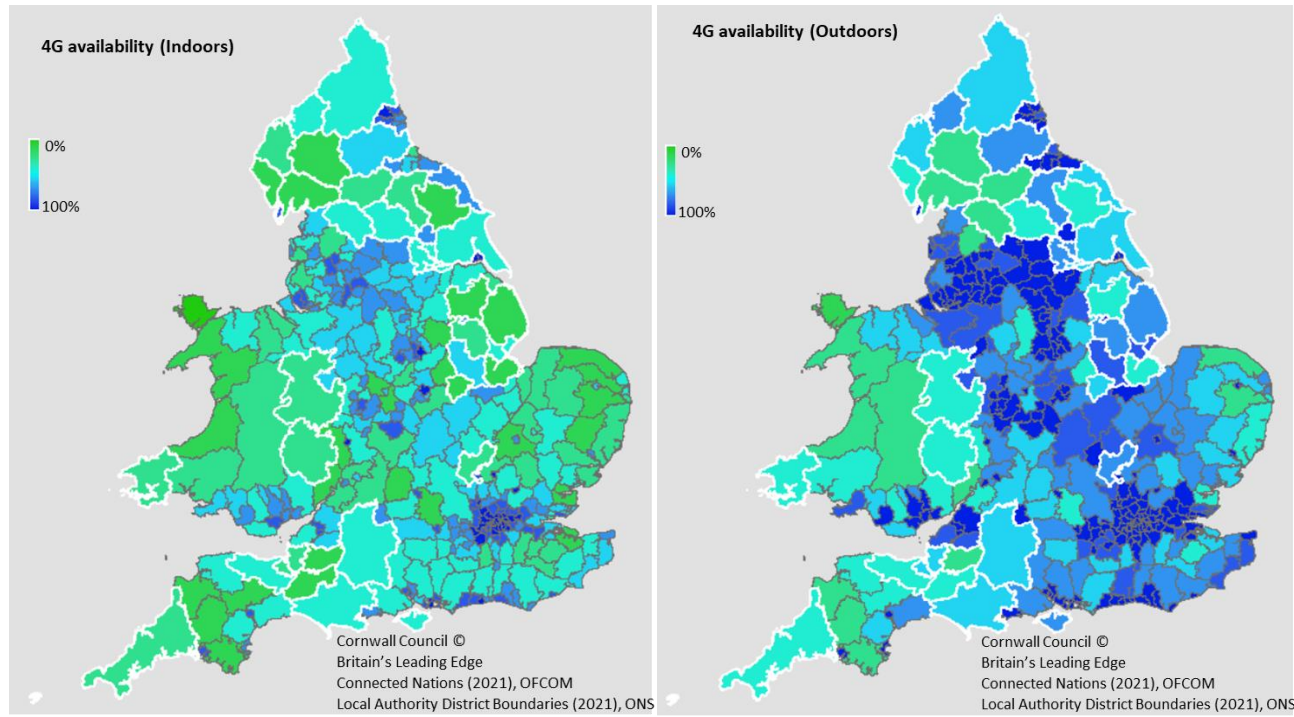 4G availability (Indoors)
0%
100%
Cornwall Council ©
Britain's Leading Edge
Connected Nations (2021), OFCOM
Local Authority District Boundaries (2021), ONS
4G availability (Outdoors)
0%
100%
Cornwall Council ©
Britain's Leading Edge
Connected Nations (2021), OFCOM
Local Authority District Boundaries (2021), ONS